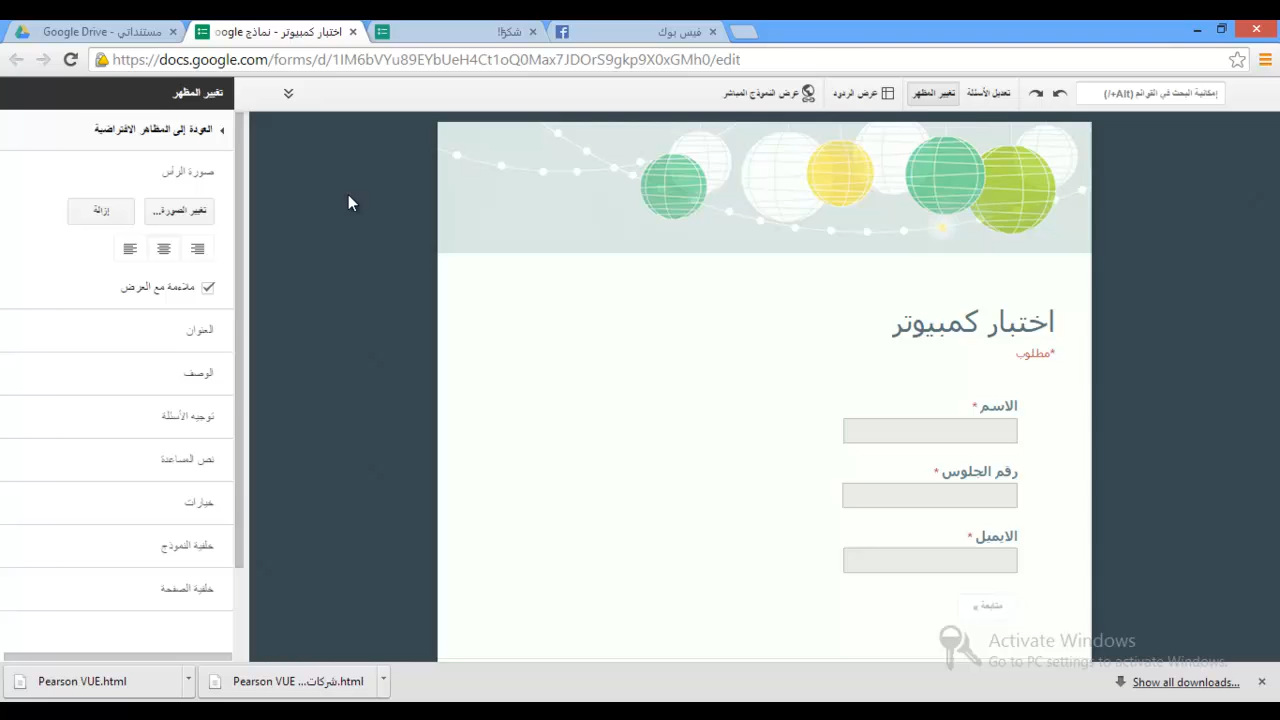 مستنداتي - Google Drive
اختبار كمبيوتر - نماذج oogle
شكرًا!
فيس بوك
https://docs.google.com/forms/d/1IM6bVYu89EYbUeH4Ct1oQ0Max7JDOrS9gkp9X0xGMh0/edit
تغيير المظهر
عرض النموذج المباشر
عرض الردود
تغيير المظهر
تعديل الأسئلة
إمكانية البحث في القوائم (Alt+/)
العودة إلى المظاهر الافتراضية
صورة الرأس
تغيير الصورة...
إزالة
ملاءمة مع العرض
العنوان
الوصف
توجيه الأسئلة
نص المساعدة
خيارات
خلفية النموذج
خلفية الصفحة
اختبار كمبيوتر
*مطلوب
الاسم *
رقم الجلوس *
الايميل *
متابعة »
Activate Windows
Go to PC settings to activate Windows.
Pearson VUE.html
Pearson VUE ...شركات.html
Show all downloads...